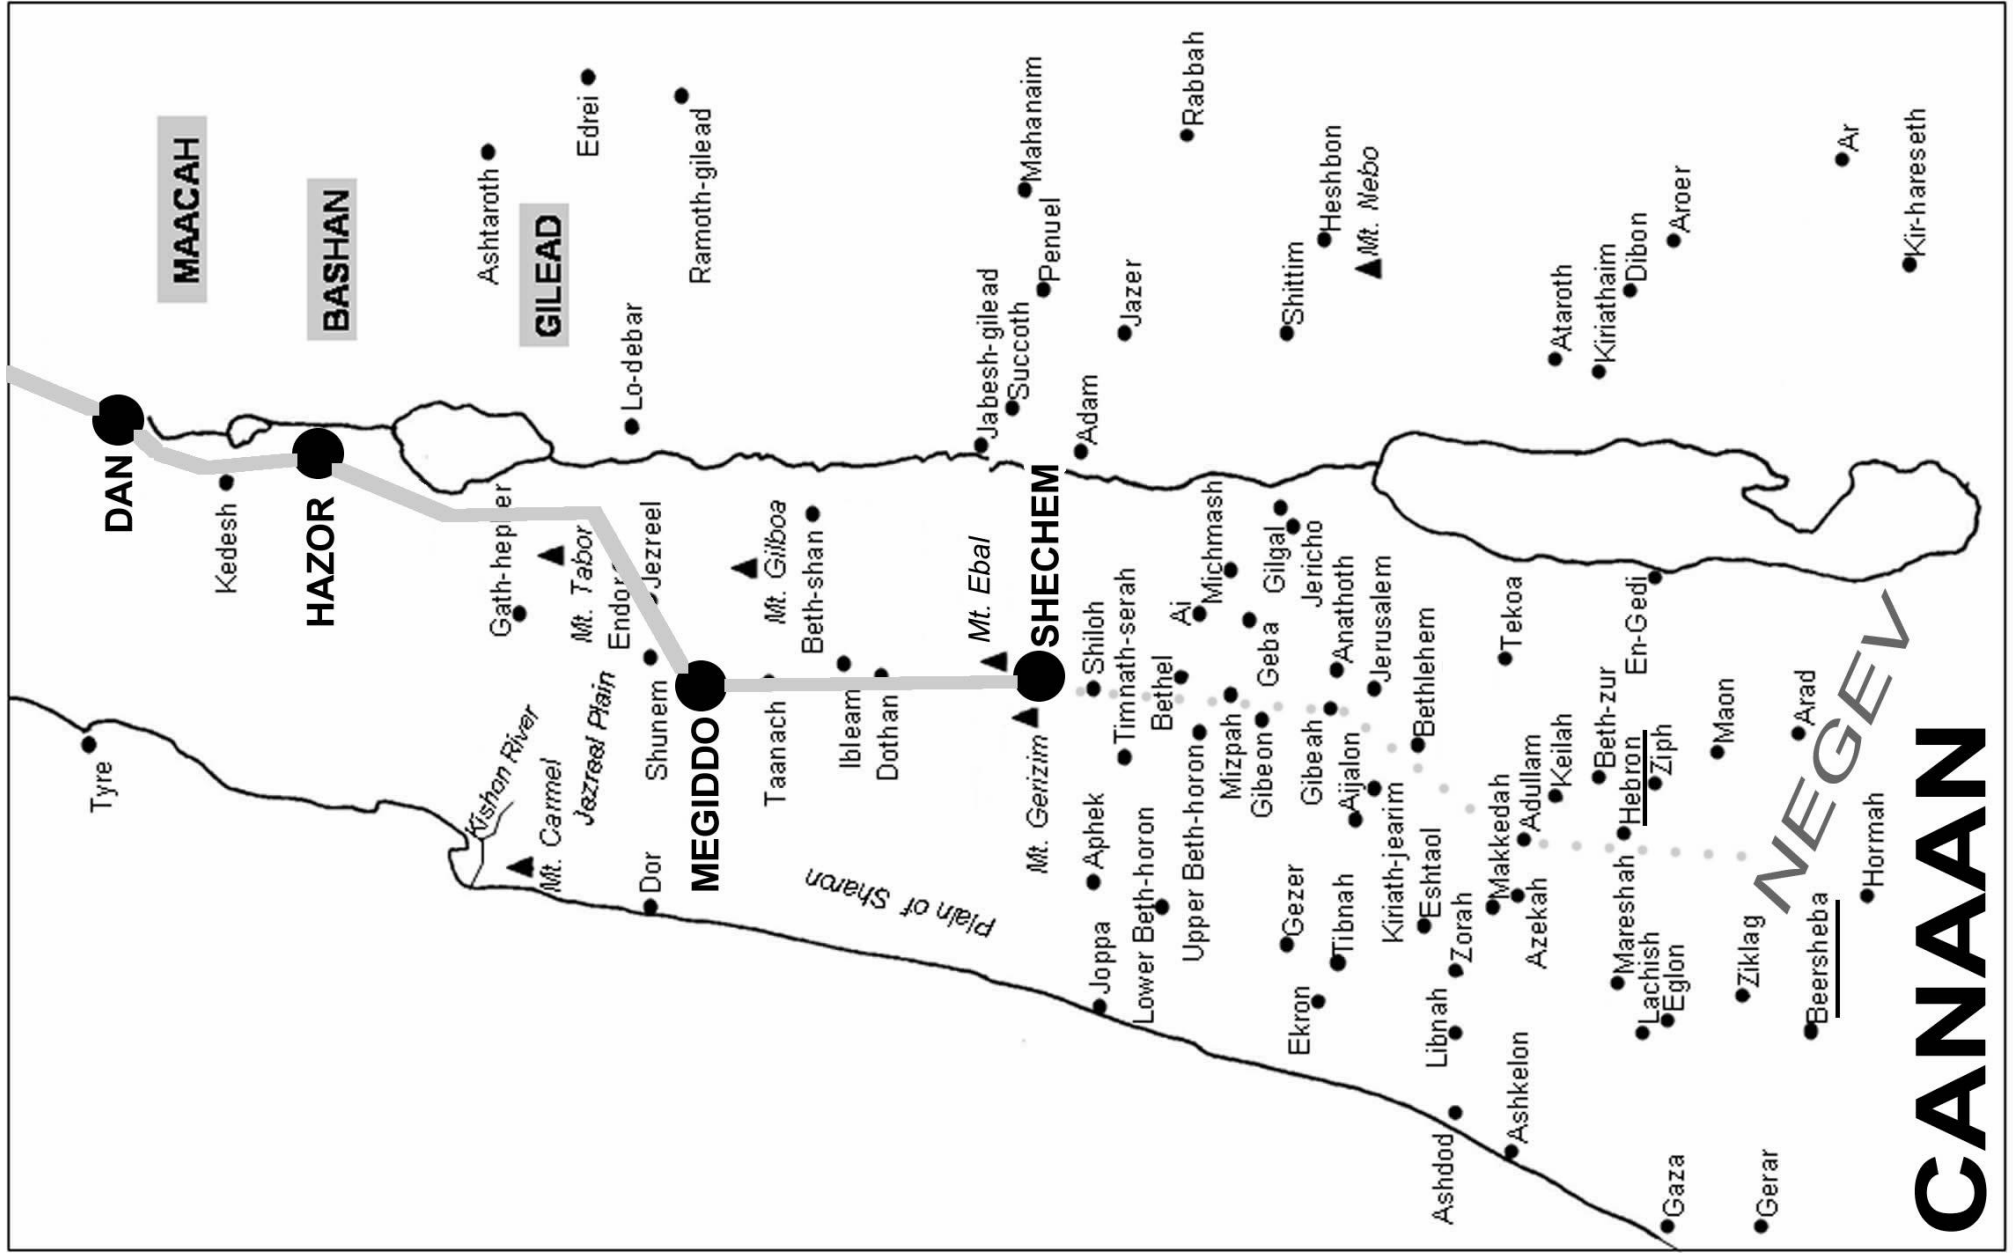 MAACAH
BASHAN
GILEAD
Ashtaroth
Edrei
Ramoth-gilead
Lo-debar
DAN
Kedesh
HAZOR
Tyre
Gath-hepher
Mt. Tabor
Endor
Jezreel
Kishon River
Mt. Carmel
Jezreel Plain
Shunem
MEGIDDO
Dor
Mt. Gilboa
Beth-shan
Taanach
Ibleam
Dothan
Plain of Sharon
Mahanaim
Penuel
Jabesh-gilead
Succoth
Adam
Jazer
Rabbah
Mt. Ebal
SHECHEM
Mt. Gerizim
Shiloh
Timnath-serah
Aphek
Joppa
Lower Beth-horon
Upper Beth-horon
Bethel
Ai
Michmash
Geba
Mizpah
Gibeon
Gilgal
Jericho
Anathoth
Jerusalem
Gibeah
Aijalon
Kiriath-jearim
Bethlehem
Gezer
Tibnah
Ekron
Eshtaol
Zorah
Libnah
Shittim
Heshbon
Mt. Nebo
Ataroth
Kiriathaim
Dibon
Aroer
Ar
Kir-hareseth
Tekoa
En-Gedi
Makkedah
Adullam
Azekah
Keilah
Beth-zur
Hebron
Ziph
Maon
Arad
Mareshah
Lachish
Eglon
Ziklag
Beersheba
Hormah
Ashdod
Ashkelon
Gaza
Gerar
NEGEV
CANAAN